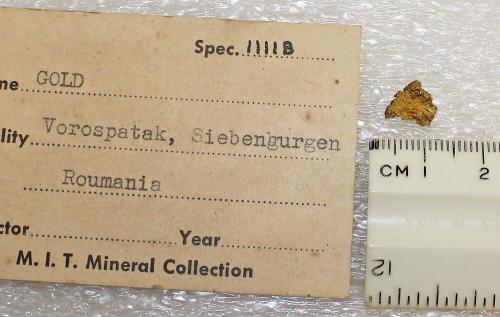 Spec. 1111B
me GOLD
lity Vorospatak, Siebengurgen
Roumania
ctor Year
M. I. T. Mineral Collection
CM 1 2
12